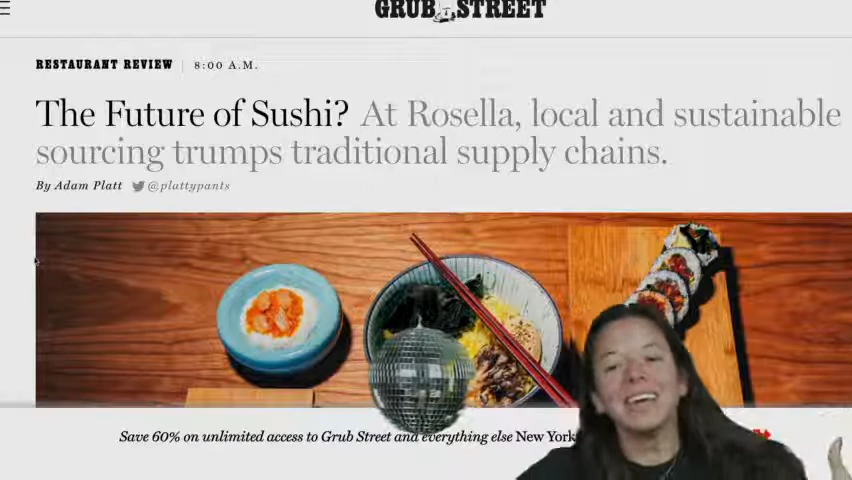 GRUB STREET
RESTAURANT REVIEW | 8:00 A.M.
The Future of Sushi? At Rosella, local and sustainable
sourcing trumps traditional supply chains.
By Adam Platt @plattypants
Save 60% on unlimited access to Grub Street and everything else New York